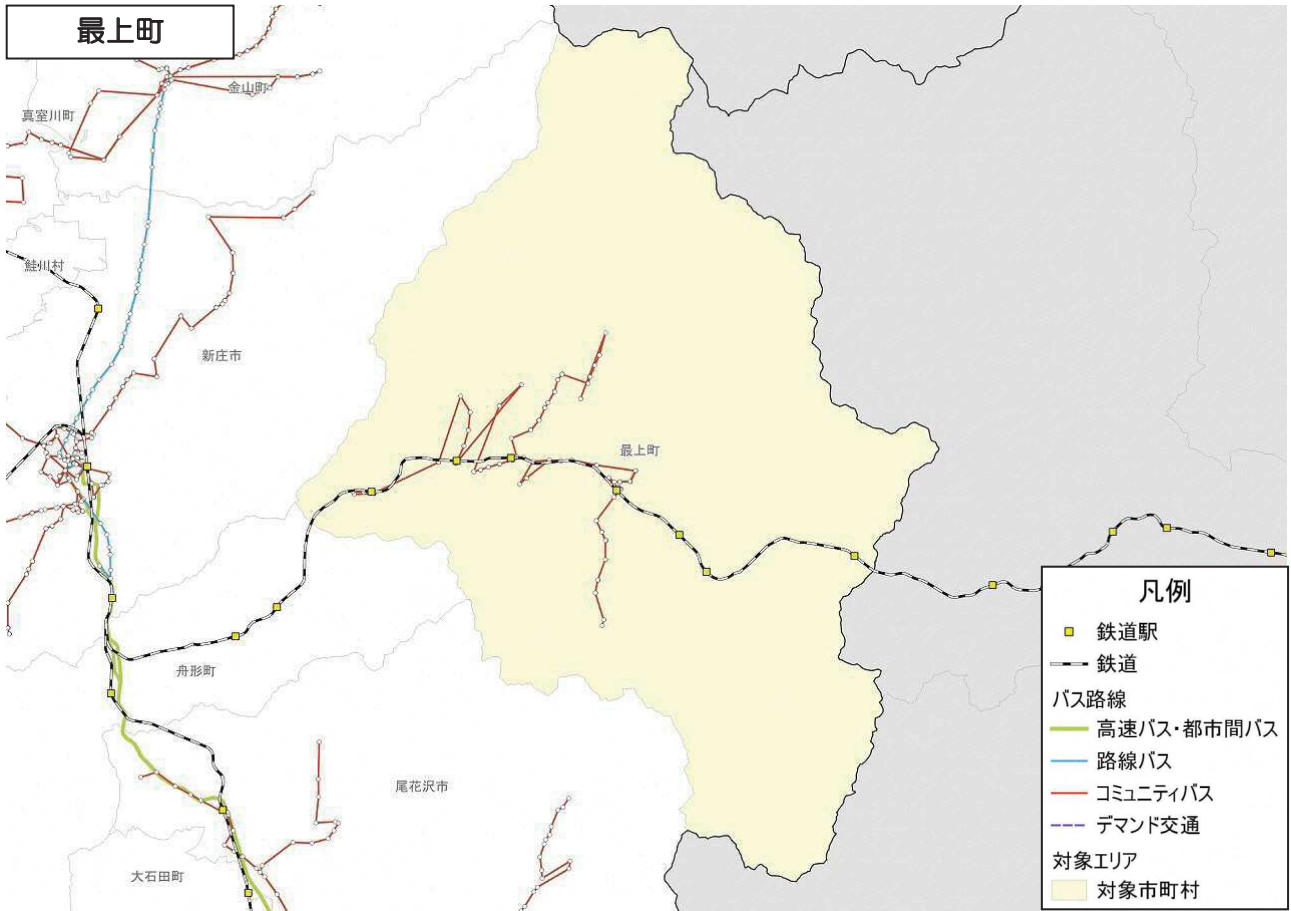 最上町
金山町
真室川町
鮭川村
新庄市
最上町
舟形町
尾花沢市
大石田町
凡例
鉄道駅
鉄道
バス路線
高速バス・都市間バス
路線バス
コミュニティバス
デマンド交通
対象エリア
対象市町村